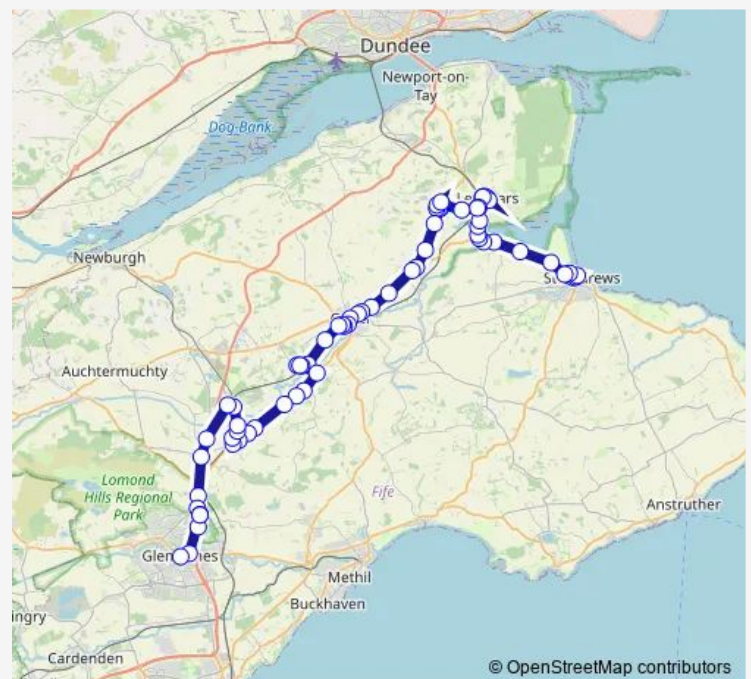 Dundee
Newport-on-
Tay
Dog-Bank
Newburgh
Auchtermuchty
Lomond
Hills Regional
Park
Fife
Anstruther
Methil
Buckhaven
Cardenden
© OpenStreetMap contributors